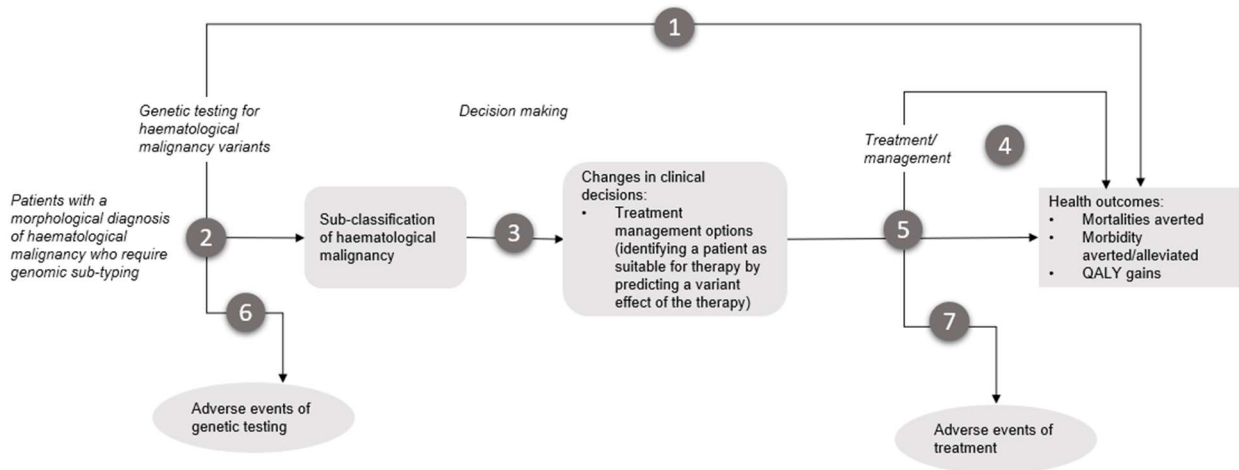 1
Genetic testing for
haematological
malignancy variants
Decision making
Treatment/
management
4
Patients with a
morphological diagnosis
of haematological
malignancy who require
genomic sub-typing
2
Sub-classification
of haematological
malignancy
3
Changes in clinical
decisions:
• Treatment
management options
(identifying a patient as
suitable for therapy by
predicting a variant
effect of the therapy)
5
Health outcomes:
• Mortalities averted
• Morbidity
averted/alleviated
• QALY gains
6
7
Adverse events of
genetic testing
Adverse events of
treatment